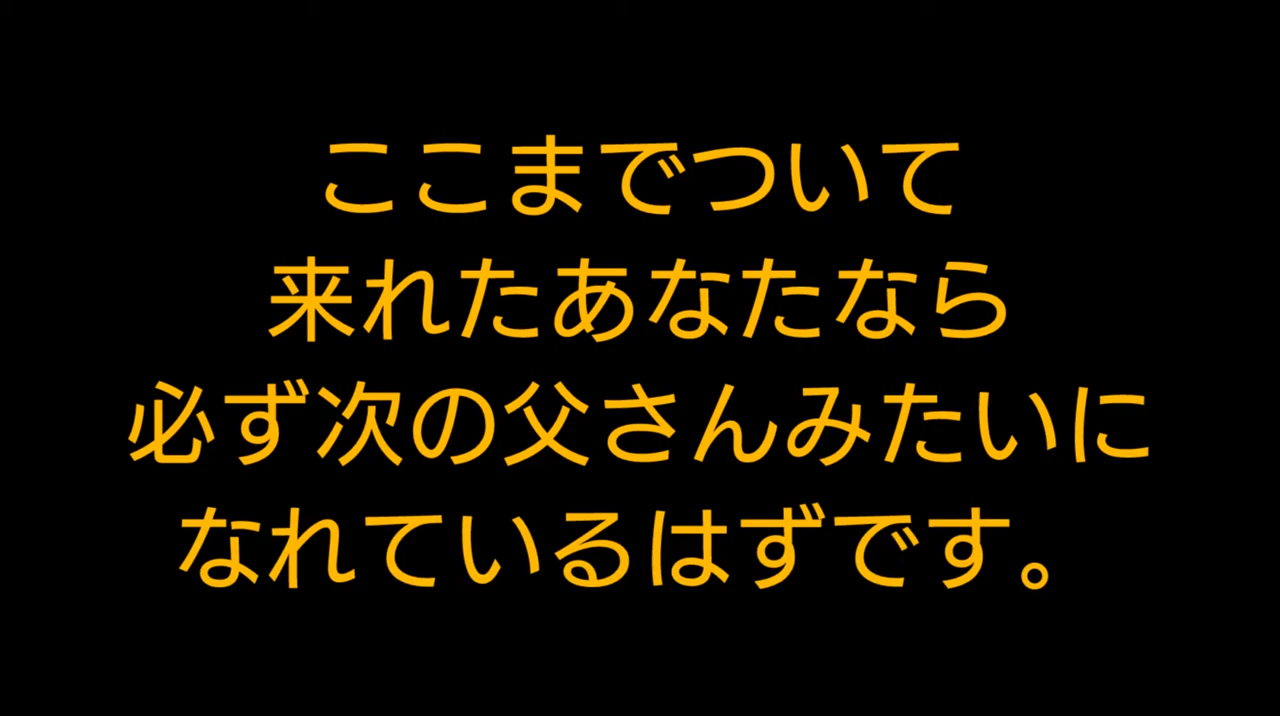 ここまでついて
来れたあなたなら
必ず次の父さんみたいに
なれているはずです。